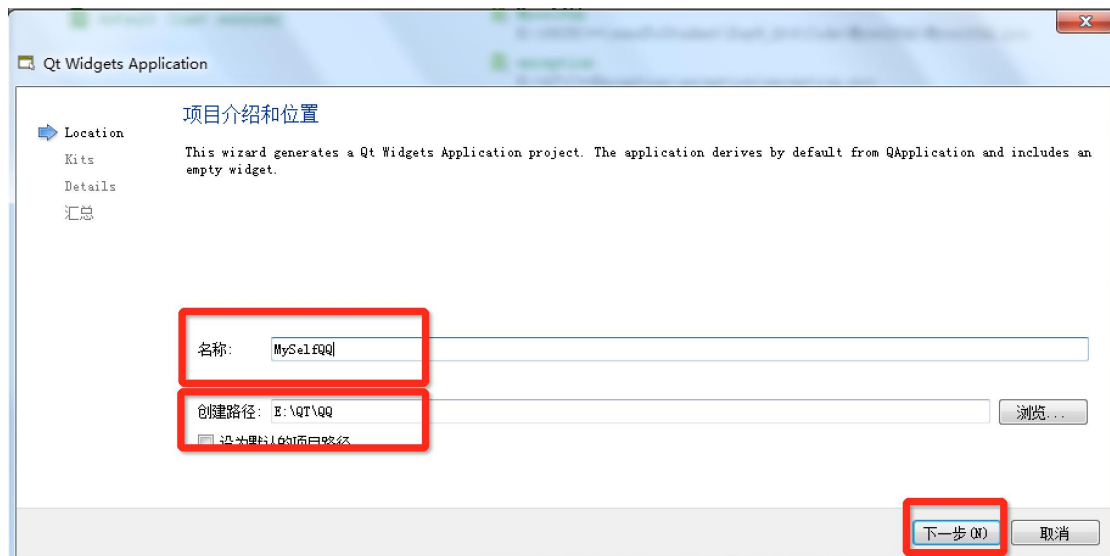 Qt Widgets Application
项目介绍和位置
Location
Kits
Details
汇总
This wizard generates a Qt Widgets Application project. The application derives by default from QApplication and includes an
empty widget.
名称: MySelfQQ
创建路径: E:\QT\QQ 浏览...
设为默认的项目路径
下一步(N) 取消